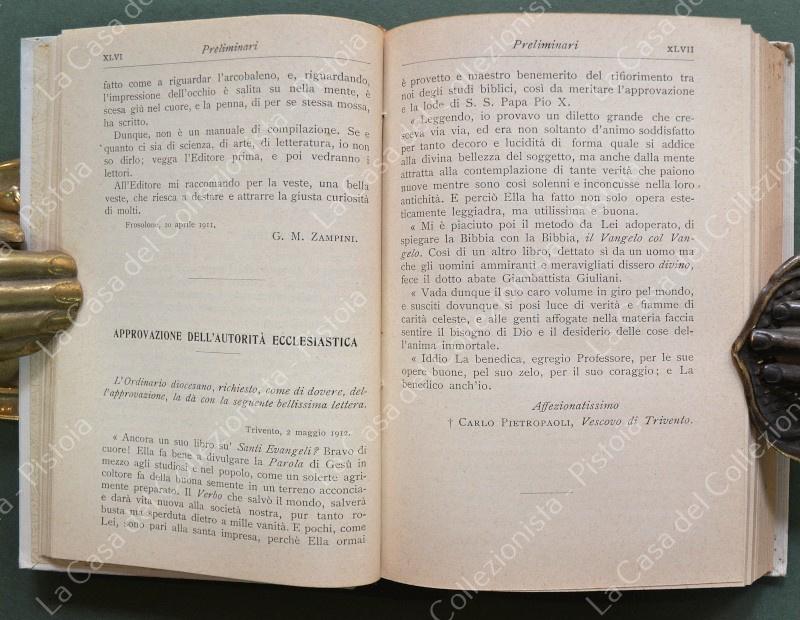 XLVI
Preliminari
fatto come a riguardar l'arcobaleno, e, riguardando,
l'impressione dell'occhio è salita su nella mente, è
scesa giù nel cuore, e la penna, di per se stessa mossa,
ha scritto.
Dunque, non è un manuale di compilazione. Se e
quanto ci sia di scienza, di arte, di letteratura, io non
so dirlo; vegga l'Editore prima, e poi vedranno i
lettori.
All'Editore mi raccomando per la veste, una bella
veste, che riesca a destare e attrarre la giusta curiosità
di molti.
Frosolone, 20 aprile 1911,
G. M. ZAMPINI.
APPROVAZIONE DELL'AUTORITÀ ECCLESIASTICA
L'Ordinario diocesano, richiesto, come di dovere, del-
l'approvazione, la dà con la seguente bellissima lettera.
Trivento, 2 maggio 1912.
« Ancora un suo libro su' Santi Evangeli? Bravo di
cuore! Ella fa bene a divulgare la Parola di Gesù in
mezzo agli studiosi e nel popolo, come un solerte agri-
coltore fa della buona semente in un terreno acconcia-
mente preparato. Il Verbo che salvò il mondo, salverà
e darà vita nuova alla società nostra, pur tanto ro-
busta ma sperduta dietro a mille vanità. E pochi, come
Lei, sono pari alla santa impresa, perchè Ella ormai
Preliminari
XLVII
è provetto e maestro benemerito del rifiorimento tra
noi degli studi biblici, così da meritare l'approvazione
e la lode di S. S. Papa Pio X.
« Leggendo, io provavo un diletto grande che cre-
sceva via via, ed era non soltanto d'animo soddisfatto
per tanto decoro e lucidità di forma quale si addice
alla divina bellezza del soggetto, ma anche dalla mente
attratta alla contemplazione di tante verità che paiono
nuove mentre sono così solenni e inconcusse nella loro
antichità. E perciò Ella ha fatto non solo opera este-
ticamente leggiadra, ma utilissima e buona.
« Mi è piaciuto poi il metodo da Lei adoperato, di
spiegare la Bibbia con la Bibbia, il Vangelo col Van-
gelo. Così di un altro libro, dettato sì da un uomo ma
che gli uomini ammiranti e meravigliati dissero divino,
fece il dotto abate Giambattista Giuliani.
« Vada dunque il suo caro volume in giro pel mondo,
e susciti dovunque si posi luce di verità e fiamme di
carità celeste, e alle genti affogate nella materia faccia
sentire il bisogno di Dio e il desiderio delle cose del-
l'anima immortale.
« Iddio La benedica, egregio Professore, per le sue
opere buone, pel suo zelo, per il suo coraggio; e La
benedico anch'io.
Affezionatissimo
† CARLO PIETROPAOLI, Vescovo di Trivento.
La Casa del Collezionista - Pistoia